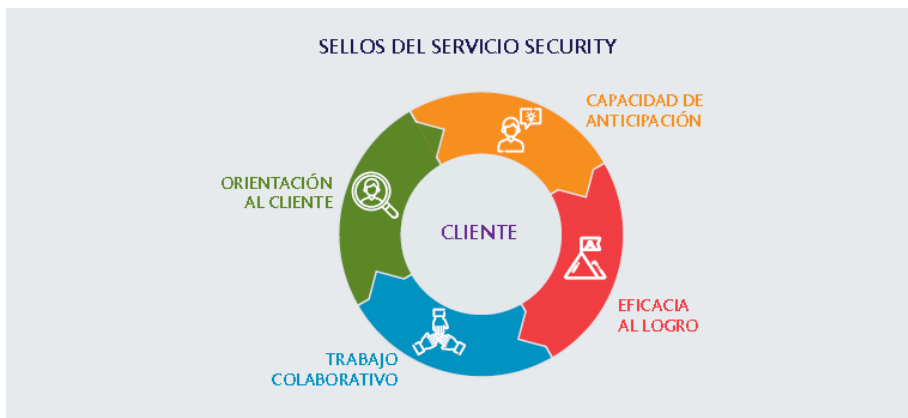 SELLOS DEL SERVICIO SECURITY
CAPACIDAD DE
ANTICIPACIÓN
ORIENTACIÓN
AL CLIENTE
CLIENTE
A
EFICACIA
AL LOGRO
TRABAJO
COLABORATIVO